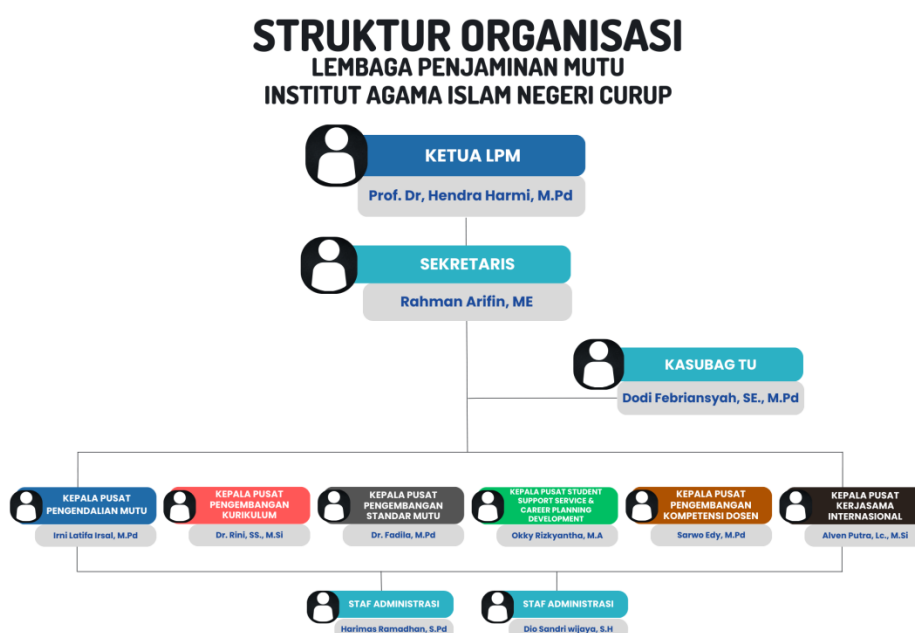 STRUKTUR ORGANISASI
LEMBAGA PENJAMINAN MUTU
INSTITUT AGAMA ISLAM NEGERI CURUP
KETUA LPM
Prof. Dr, Hendra Harmi, M.Pd
SEKRETARIS
Rahman Arifin, ME
KASUBAG TU
Dodi Febriansyah, SE., M.Pd
KEPALA PUSAT
PENGENDALIAN MUTU
Irni Latifa Irsal, M.Pd
KEPALA PUSAT
PENGEMBANGAN
KURIKULUM
Dr. Rini, SS., M.Si
KEPALA PUSAT
PENGEMBANGAN
STANDAR MUTU
Dr. Fadila, M.Pd
KEPALA PUSAT STUDENT
SUPPORT SERVICE &
CAREER PLANNING
DEVELOPMENT
Okky Rizkyantha, M.A
KEPALA PUSAT
PENGEMBANGAN
KOMPETENSI DOSEN
Sarwo Edy, M.Pd
KEPALA PUSAT
KERJASAMA
INTERNASIONAL
Alven Putra, Lc., M.Si
STAF ADMINISTRASI
Harimas Ramadhan, S.Pd
STAF ADMINISTRASI
Dio Sandri wijaya, S.H